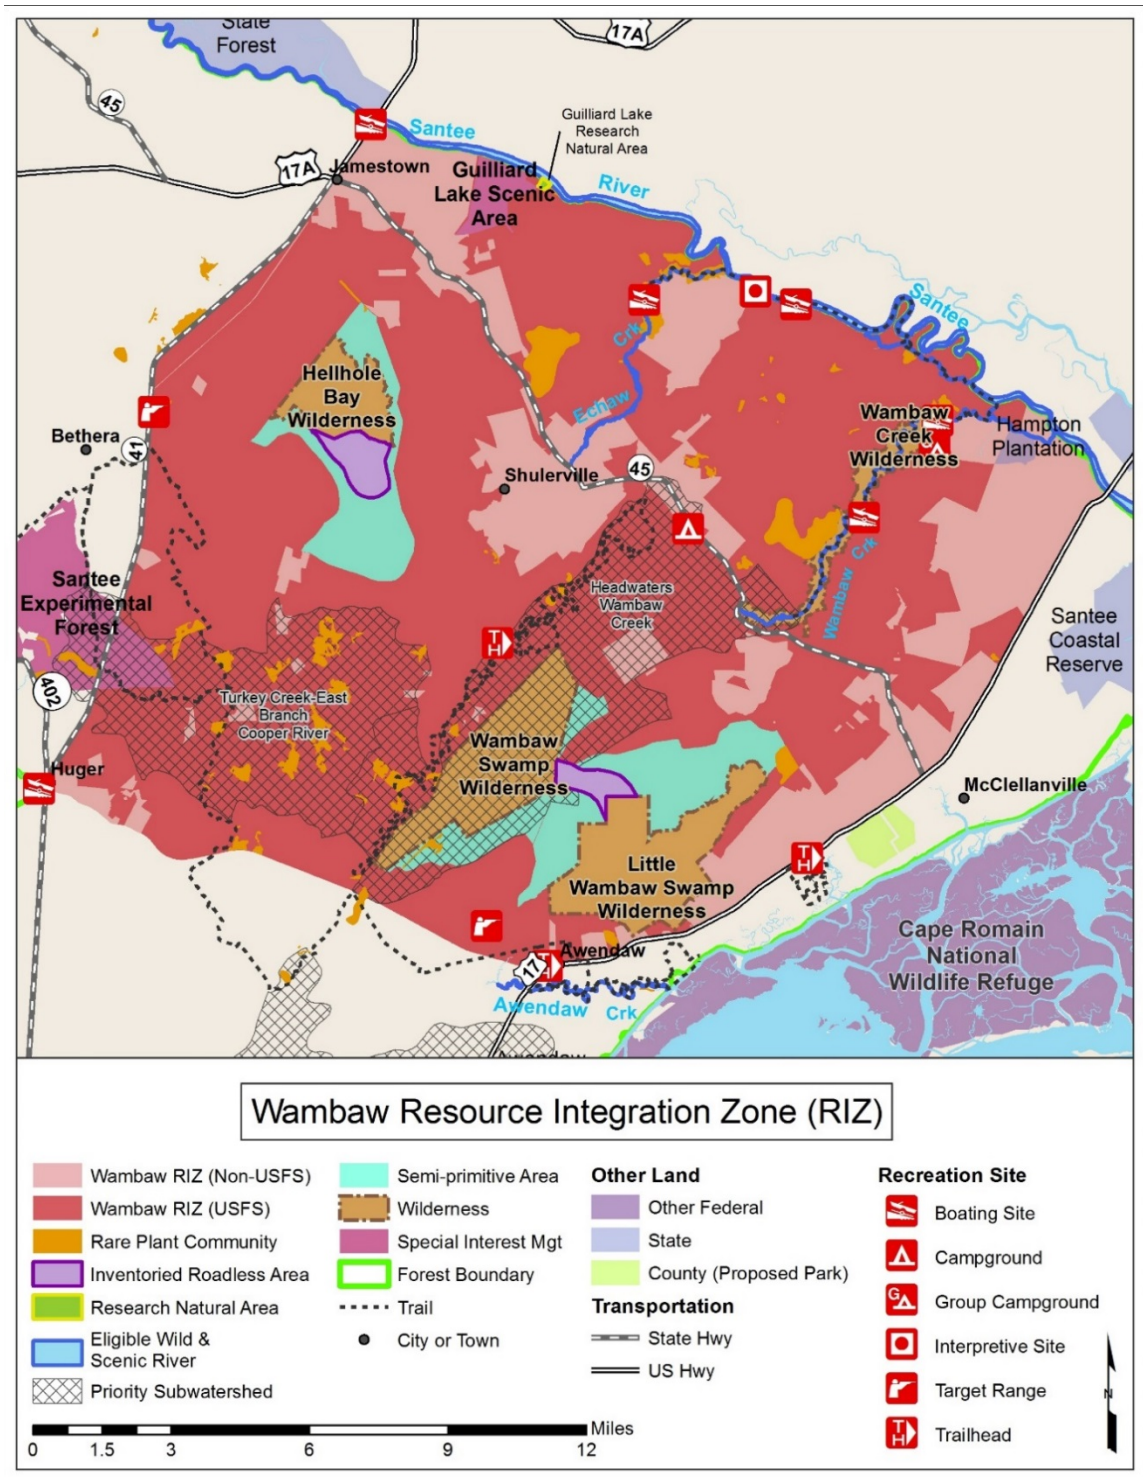 State
Forest
17A
45
Santee
Guilliard Lake
Research
Natural Area
17A
Jamestown
Guilliard
Lake Scenic
Area
River
Santee
Crk
Hellhole
Bay
Wilderness
Echaw
Wambaw
Creek
Wilderness
Hampton
Plantation
Bethera
41
Shulerville
45
Wambaw Crk
Headwaters
Wambaw
Creek
Santee
Experimental
Forest
Santee
Coastal
Reserve
402
Turkey Creek-East
Branch
Cooper River
Wambaw
Swamp
Wilderness
Huger
McClellanville
Little
Wambaw Swamp
Wilderness
Cape Romain
National
Wildlife Refuge
Awendaw
17
Awendaw Crk
Awendaw
Wambaw Resource Integration Zone (RIZ)
Wambaw RIZ (Non-USFS)
Wambaw RIZ (USFS)
Rare Plant Community
Inventoried Roadless Area
Research Natural Area
Eligible Wild &
Scenic River
Priority Subwatershed
Semi-primitive Area
Wilderness
Special Interest Mgt
Forest Boundary
Trail
City or Town
Other Land
Other Federal
State
County (Proposed Park)
Transportation
State Hwy
US Hwy
Recreation Site
Boating Site
Campground
G
Group Campground
Interpretive Site
Target Range
TH
Trailhead
N
Miles
0 1.5 3 6 9 12